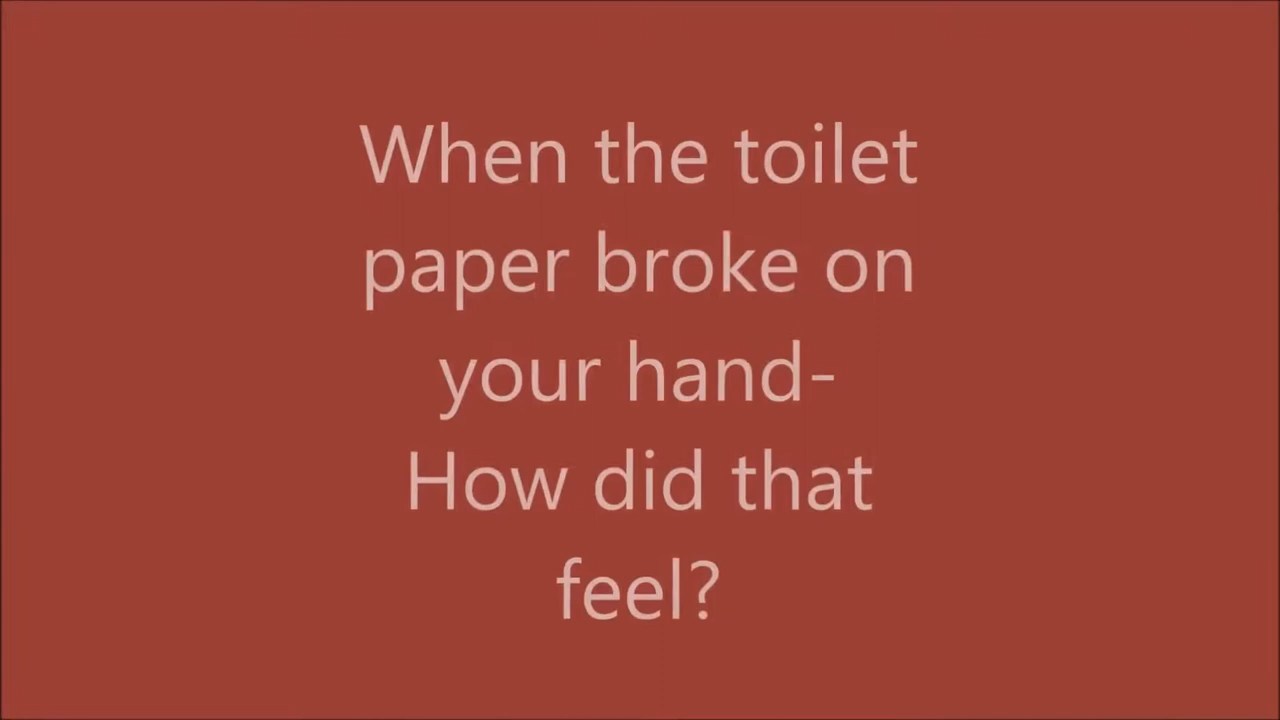 When the toilet
paper broke on
your hand-
How did that
feel?